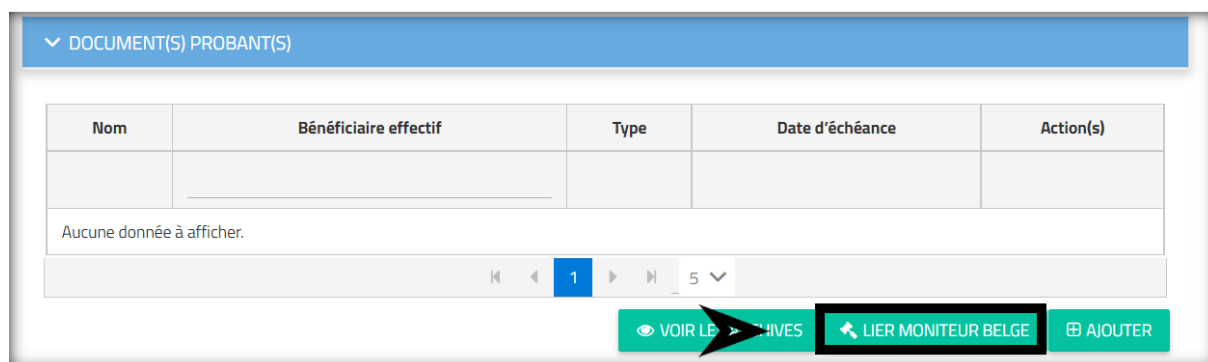 DOCUMENT(S) PROBANT(S)
Nom Bénéficiaire effectif Type Date d'échéance Action(s)
Aucune donnée à afficher.
1 5
VOIR LIVES LIER MONITEUR BELGE AJOUTER